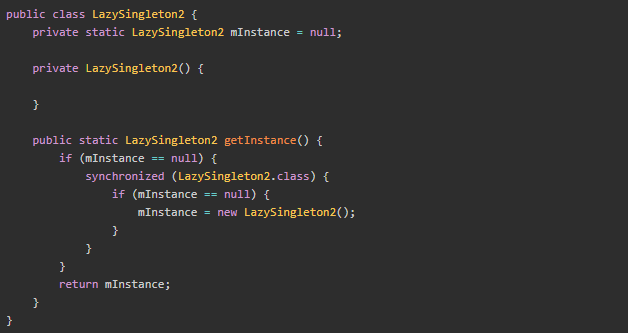 public class LazySingleton2 {
    private static LazySingleton2 mInstance = null;

    private LazySingleton2() {

    }

    public static LazySingleton2 getInstance() {
        if (mInstance == null) {
            synchronized (LazySingleton2.class) {
                if (mInstance == null) {
                    mInstance = new LazySingleton2();
                }
            }
        }
        return mInstance;
    }
}